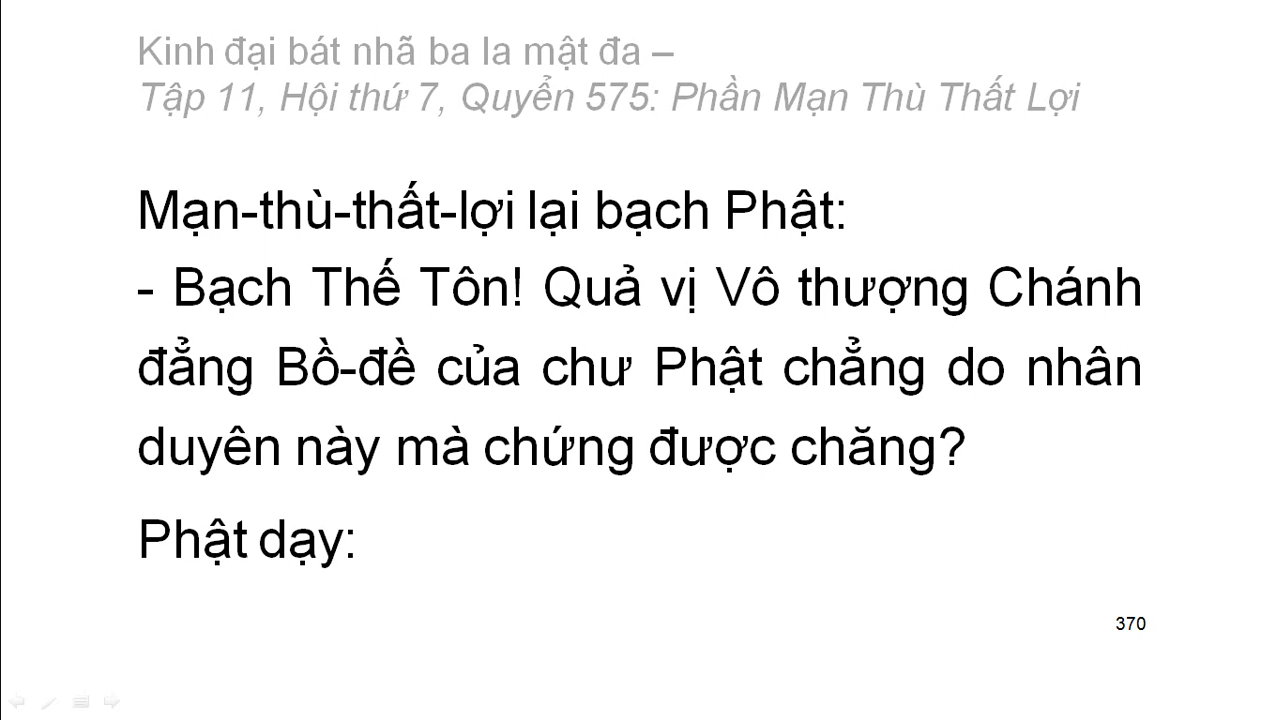 Kinh đại bát nhã ba la mật đa –
Tập 11, Hội thứ 7, Quyển 575: Phần Mạn Thù Thất Lợi
Mạn-thù-thất-lợi lại bạch Phật:
- Bạch Thế Tôn! Quả vị Vô thượng Chánh
đẳng Bồ-đề của chư Phật chẳng do nhân
duyên này mà chứng được chăng?
Phật dạy:
370